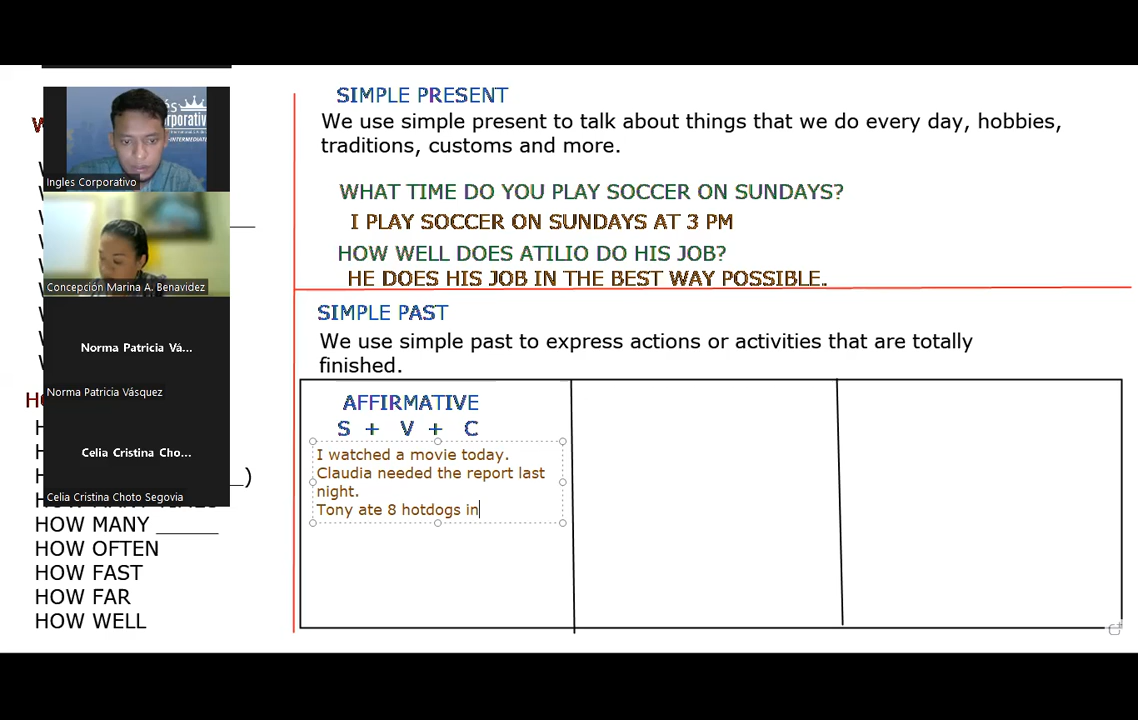 Ingles Corporativo
Concepción Marina A. Benavidez
Norma Patricia Vá...
Norma Patricia Vásquez
Celia Cristina Cho...
Celia Cristina Choto Segovia
HOW MANY ______
HOW OFTEN
HOW FAST
HOW FAR
HOW WELL
SIMPLE PRESENT
We use simple present to talk about things that we do every day, hobbies,
traditions, customs and more.
WHAT TIME DO YOU PLAY SOCCER ON SUNDAYS?
I PLAY SOCCER ON SUNDAYS AT 3 PM
HOW WELL DOES ATILIO DO HIS JOB?
HE DOES HIS JOB IN THE BEST WAY POSSIBLE.
SIMPLE PAST
We use simple past to express actions or activities that are totally
finished.
AFFIRMATIVE
S + V + C
I watched a movie today.
Claudia needed the report last
night.
Tony ate 8 hotdogs in